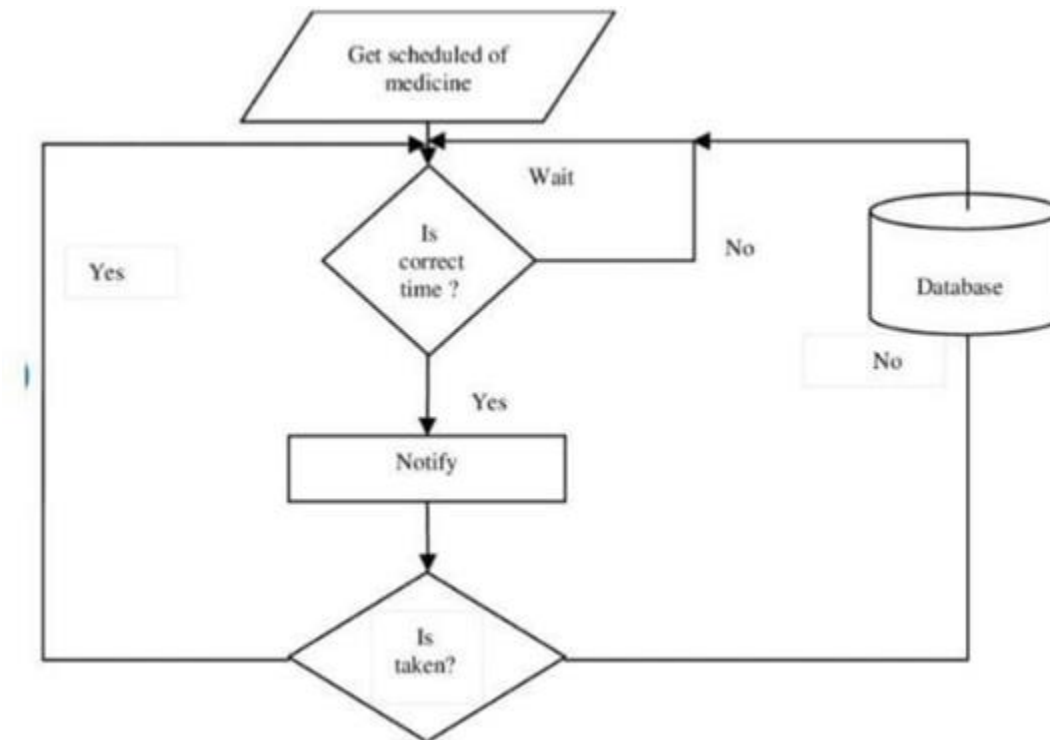 Get scheduled of
medicine
Wait
Is
correct
time ?
No
Yes
Database
No
Yes
Notify
Is
taken?